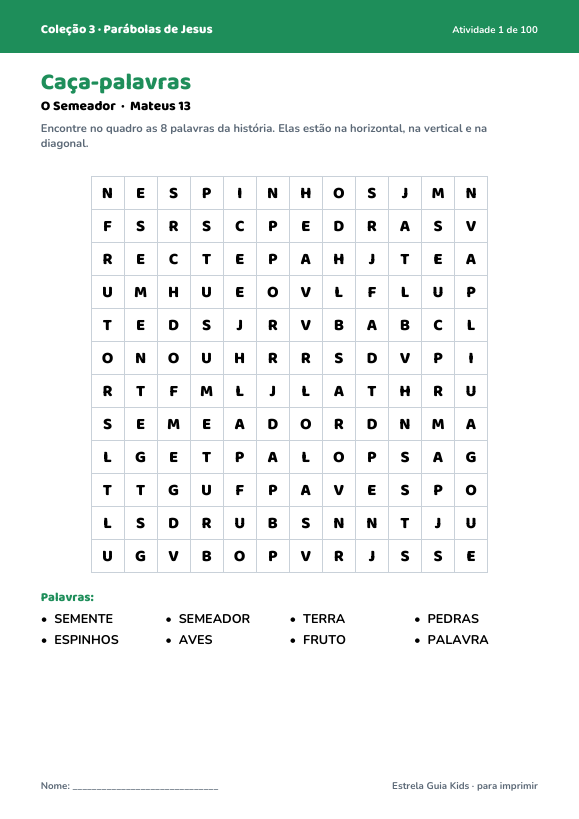 Coleção 3 · Parábolas de Jesus
Atividade 1 de 100
Caça-palavras
O Semeador · Mateus 13
Encontre no quadro as 8 palavras da história. Elas estão na horizontal, na vertical e na
diagonal.
N E S P I N H O S J M N
F S R S C P E D R A S V
R E C T E P A H J T E A
U M H U E O V L F L U P
T E D S J R V B A B C L
O N O U H R R S D V P I
R T F M L J L A T H R U
S E M E A D O R D N M A
L G E T P A L O P S A G
T T G U F P A V E S P O
L S D R U B S N N T J U
U G V B O P V R J S S E
Palavras:
• SEMENTE • SEMEADOR • TERRA • PEDRAS
• ESPINHOS • AVES • FRUTO • PALAVRA
Nome: ____________________________
Estrela Guia Kids · para imprimir